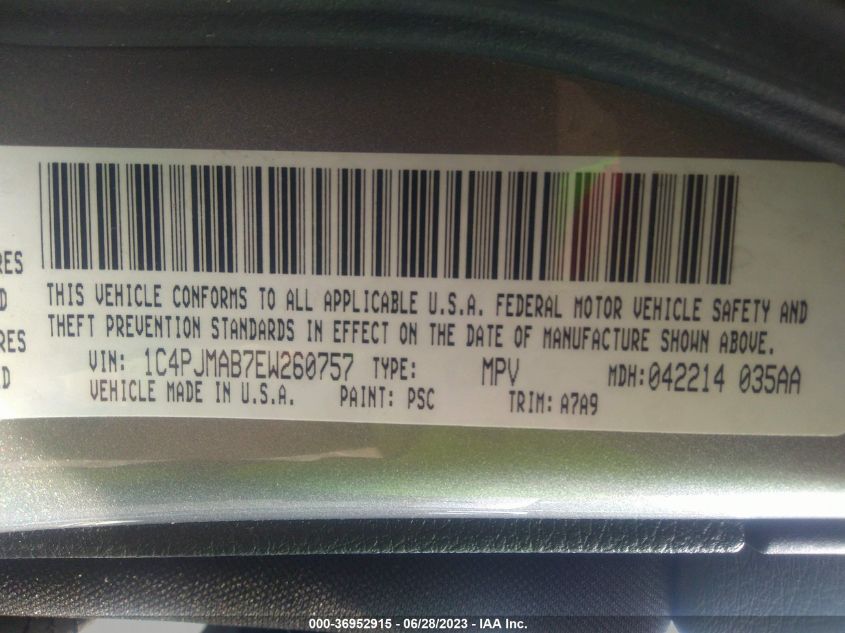 RES
D
RES
D
THIS VEHICLE CONFORMS TO ALL APPLICABLE U.S.A. FEDERAL MOTOR VEHICLE SAFETY AND
THEFT PREVENTION STANDARDS IN EFFECT ON THE DATE OF MANUFACTURE SHOWN ABOVE.
VIN: 1C4PJMAB7EW260757 TYPE: MPV MDH:042214 035AA
VEHICLE MADE IN U.S.A. PAINT: PSC TRIM: A7A9
000-36952915 - 06/28/2023 - IAA Inc.